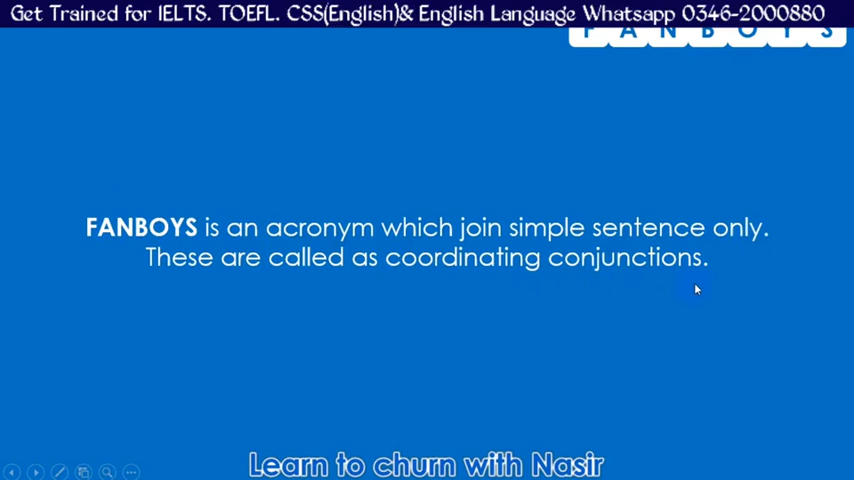 Get Trained for IELTS. TOEFL. CSS(English)& English Language Whatsapp 0346-2000880
F A N B O Y S
FANBOYS is an acronym which join simple sentence only.
These are called as coordinating conjunctions.
Learn to churn with Nasir